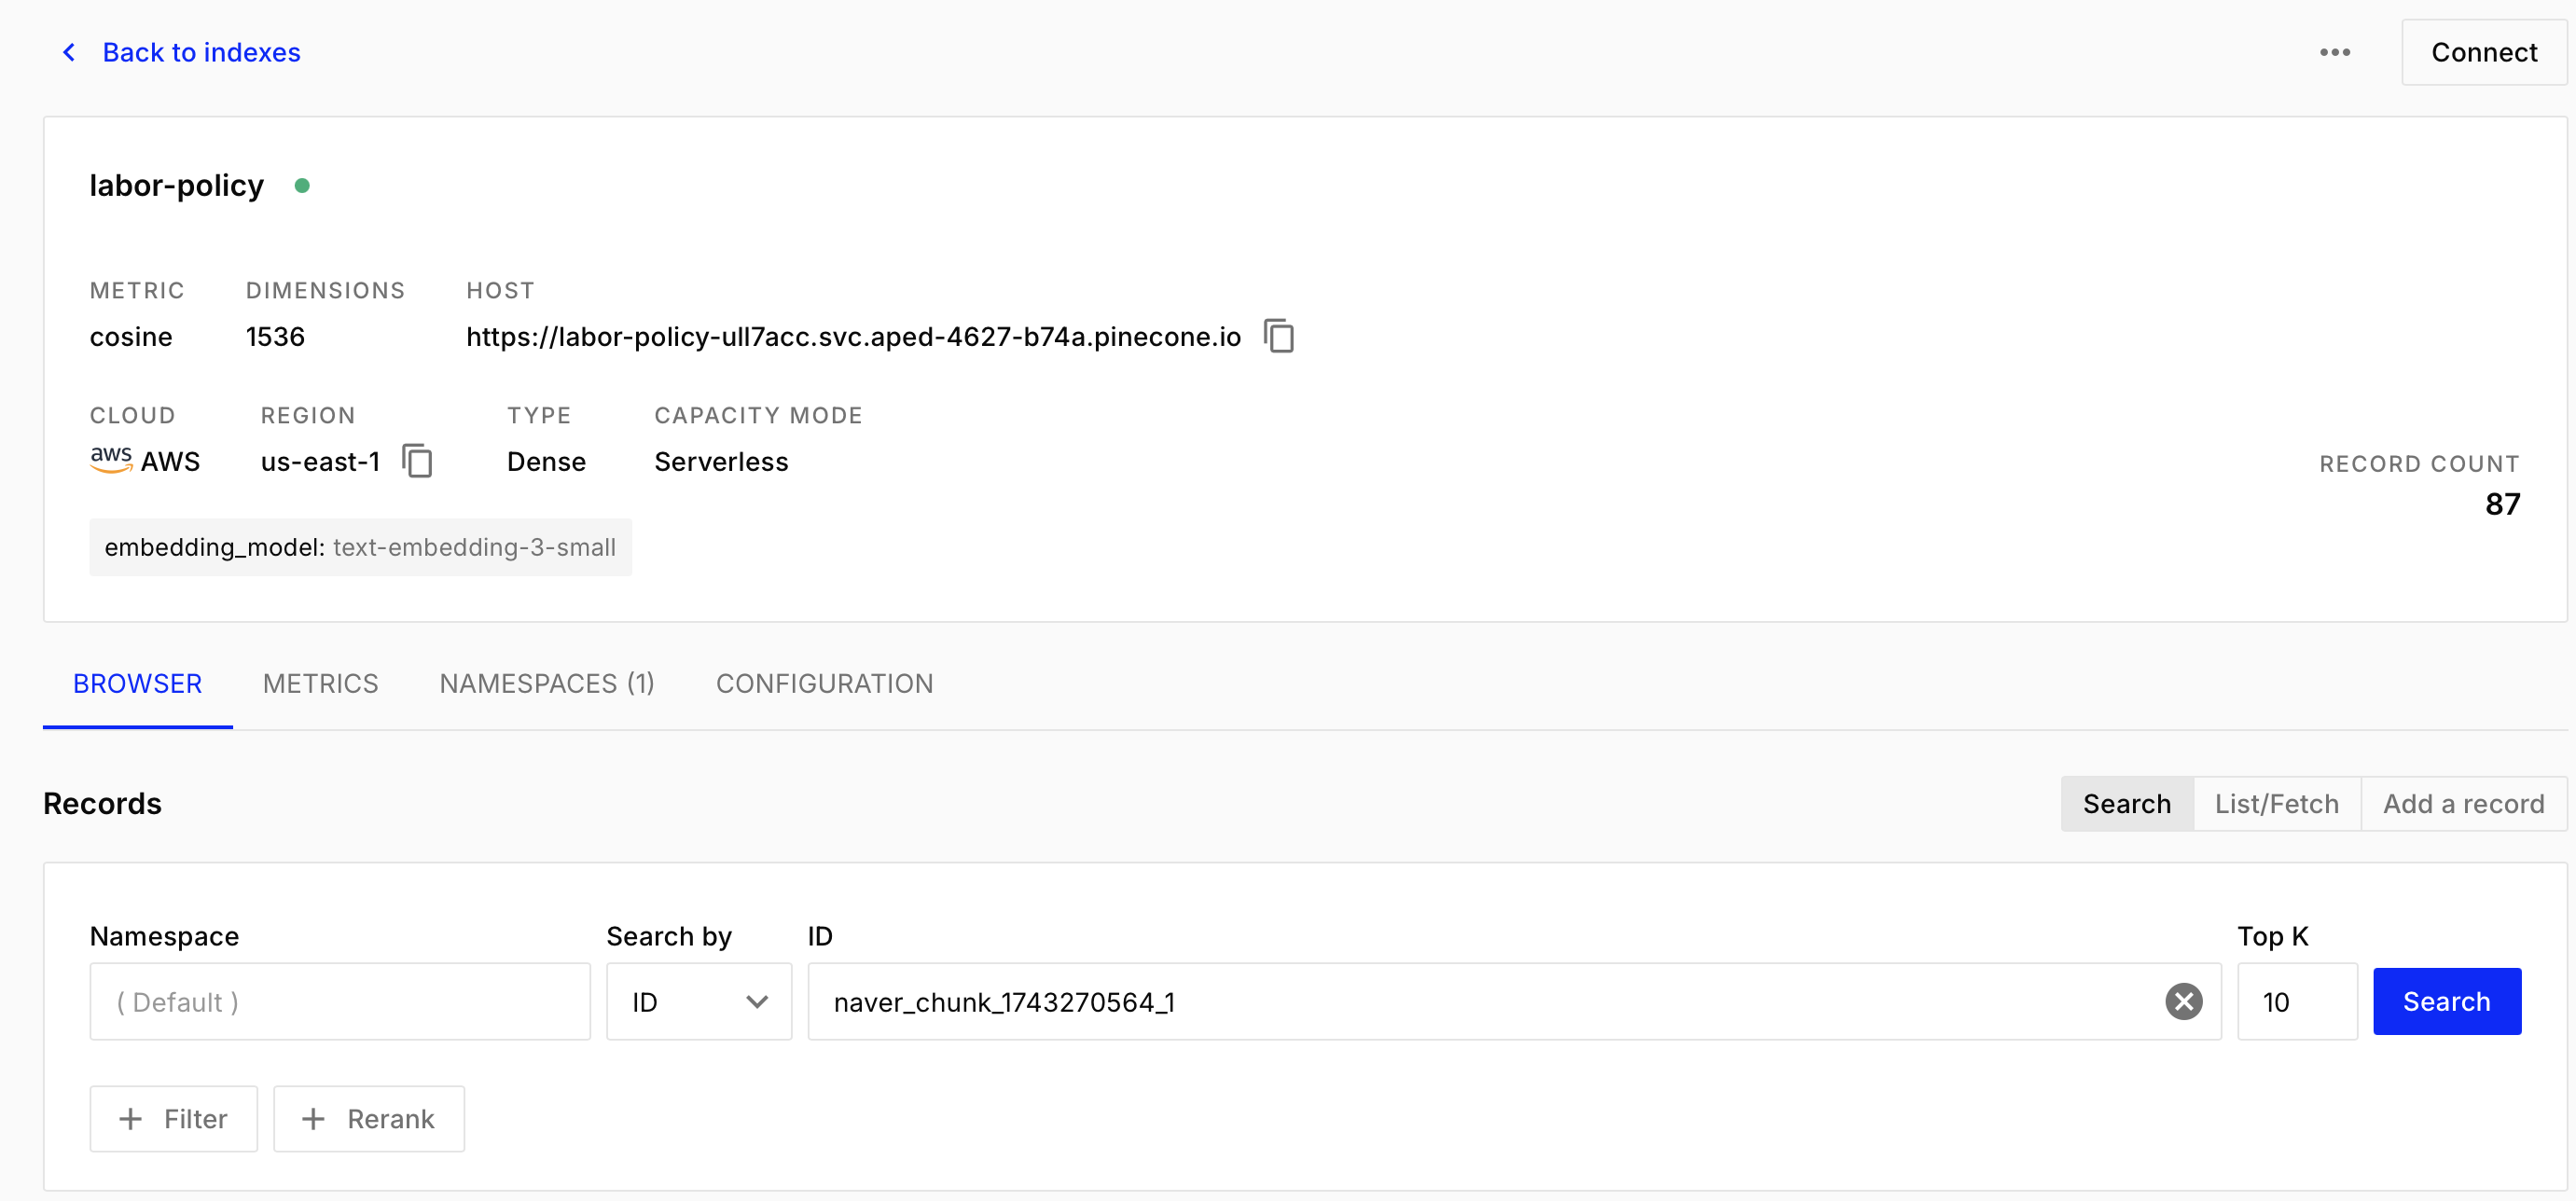 Back to indexes
Connect
labor-policy
METRIC DIMENSIONS HOST
cosine 1536 https://labor-policy-ull7acc.svc.aped-4627-b74a.pinecone.io
CLOUD REGION TYPE CAPACITY MODE
aws AWS us-east-1 Dense Serverless
RECORD COUNT
87
embedding_model: text-embedding-3-small
BROWSER METRICS NAMESPACES (1) CONFIGURATION
Records
Search List/Fetch Add a record
Namespace Search by ID Top K
( Default ) ID naver_chunk_1743270564_1 10 Search
+ Filter + Rerank